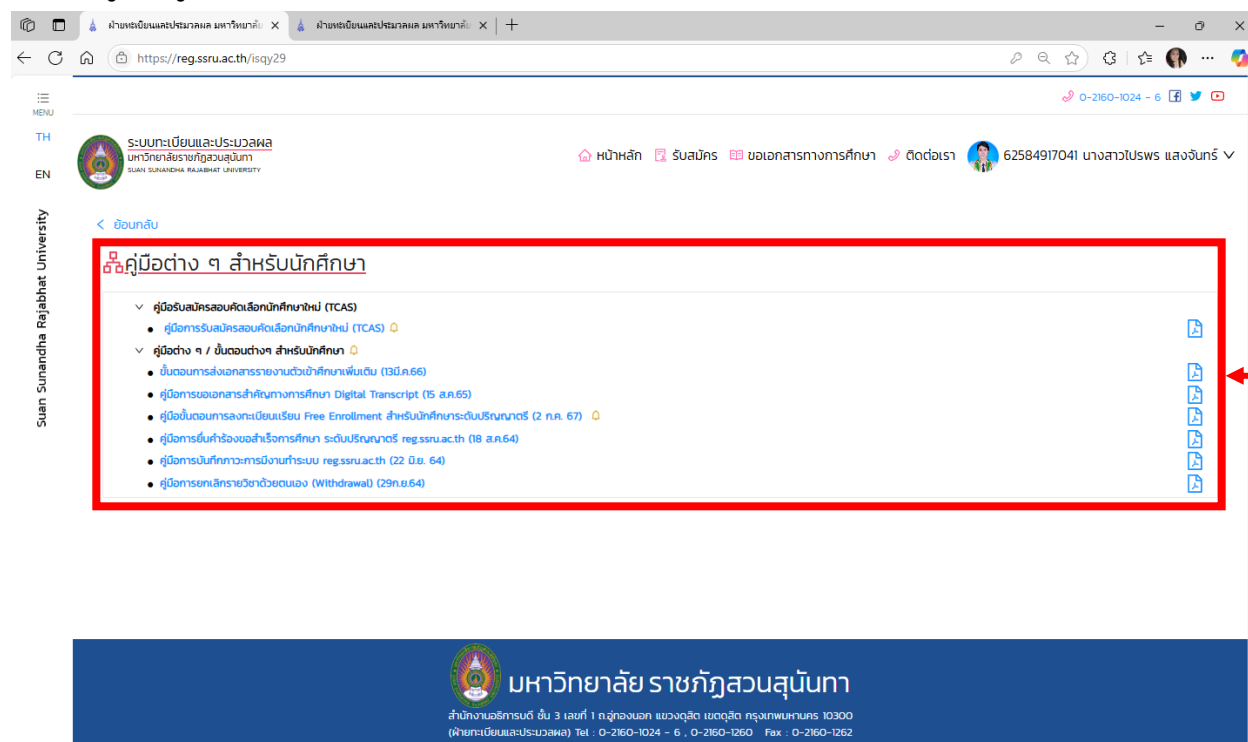 ฝ่ายทะเบียนและประมวลผล มหาวิทยาลัย
ฝ่ายทะเบียนและประมวลผล มหาวิทยาลัย
https://reg.ssru.ac.th/isqy29
0-2160-1024 - 6
MENU
TH
EN
Suan Sunandha Rajabhat University
ระบบทะเบียนและประมวลผล
มหาวิทยาลัยราชภัฏสวนสุนันทา
SUAN SUNANDHA RAJABHAT UNIVERSITY
หน้าหลัก รับสมัคร ขอเอกสารทางการศึกษา ติดต่อเรา 62584917041 นางสาวไปรพร แสงจันทร์
< ย้อนกลับ
คู่มือต่าง ๆ สำหรับนักศึกษา
คู่มือรับสมัครสอบคัดเลือกนักศึกษาใหม่ (TCAS)
คู่มือการรับสมัครสอบคัดเลือกนักศึกษาใหม่ (TCAS)
คู่มือต่าง ๆ / ขั้นตอนต่างๆ สำหรับนักศึกษา
ขั้นตอนการส่งเอกสารรายงานตัวเข้าศึกษาเพิ่มเติม (13มี.ค.66)
คู่มือการขอเอกสารสำคัญทางการศึกษา Digital Transcript (15 ส.ค.65)
คู่มือขั้นตอนการลงทะเบียนเรียน Free Enrollment สำหรับนักศึกษาระดับปริญญาตรี (2 ก.ค. 67)
คู่มือการยื่นคำร้องขอสำเร็จการศึกษา ระดับปริญญาตรี reg.ssru.ac.th (18 ส.ค.64)
คู่มือการบันทึกภาวะการมีงานทำระบบ reg.ssru.ac.th (22 มิ.ย. 64)
คู่มือการยกเลิกรายวิชาด้วยตนเอง (Withdrawal) (29ก.ย.64)
มหาวิทยาลัย ราชภัฏสวนสุนันทา
สำนักงานอธิการบดี ชั้น 3 เลขที่ 1 ถ.อู่ทองนอก แขวงดุสิต เขตดุสิต กรุงเทพมหานคร 10300
(ฝ่ายทะเบียนและประมวลผล) Tel : 0-2160-1024 - 6 , 0-2160-1260 Fax : 0-2160-1262